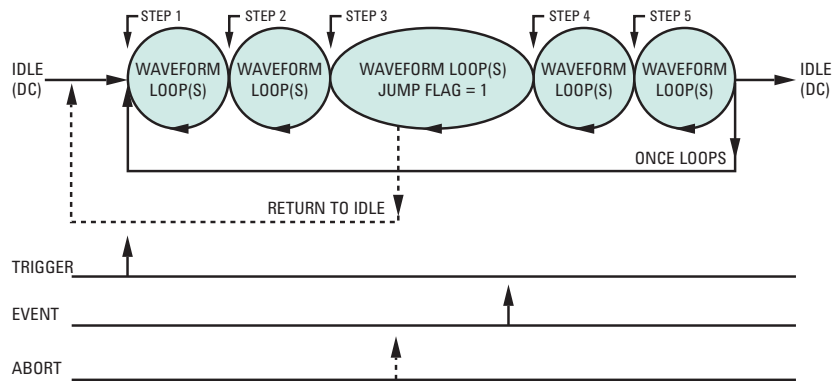 STEP 1
STEP 2
STEP 3
STEP 4
STEP 5
IDLE
(DC)
WAVEFORM
LOOP(S)
WAVEFORM
LOOP(S)
WAVEFORM LOOP(S)
JUMP FLAG = 1
WAVEFORM
LOOP(S)
WAVEFORM
LOOP(S)
IDLE
(DC)
ONCE LOOPS
RETURN TO IDLE
TRIGGER
EVENT
ABORT